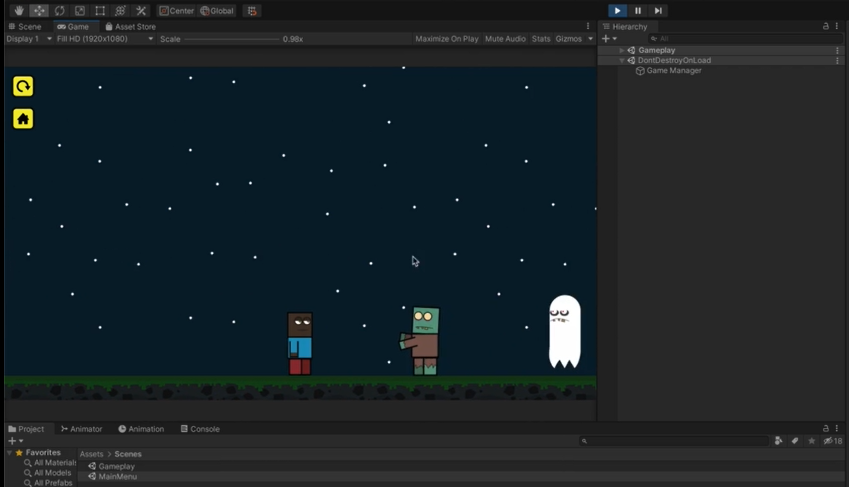 Center Global
Scene Game Asset Store
Display 1 Full HD (1920x1080) Scale 0.98x Maximize On Play Mute Audio Stats Gizmos
Hierarchy
All
Gameplay
DontDestroyOnLoad
Game Manager
Project Animator Animation Console
18
Favorites
All Material
All Models
All Prefabs
Assets > Scenes
Gameplay
MainMenu